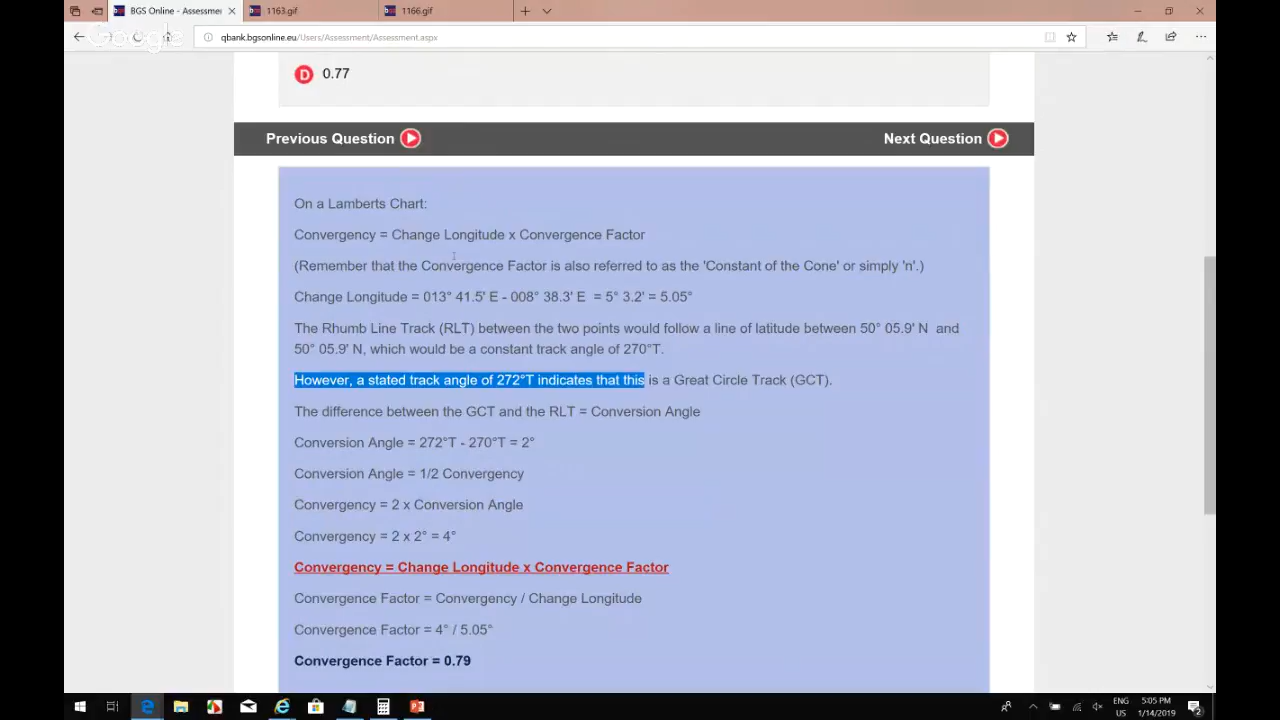 BGS Online - Assessmen
1163.gif
1166.gif
Google
qbank.bgsonline.eu/Users/Assessment/Assessment.aspx
D 0.77
Previous Question
Next Question
On a Lamberts Chart:
Convergency = Change Longitude x Convergence Factor
(Remember that the Convergence Factor is also referred to as the 'Constant of the Cone' or simply 'n'.)
Change Longitude = 013° 41.5' E - 008° 38.3' E = 5° 3.2' = 5.05°
The Rhumb Line Track (RLT) between the two points would follow a line of latitude between 50° 05.9' N and
50° 05.9' N, which would be a constant track angle of 270°T.
However, a stated track angle of 272°T indicates that this is a Great Circle Track (GCT).
The difference between the GCT and the RLT = Conversion Angle
Conversion Angle = 272°T - 270°T = 2°
Conversion Angle = 1/2 Convergency
Convergency = 2 x Conversion Angle
Convergency = 2 x 2° = 4°
Convergency = Change Longitude x Convergence Factor
Convergence Factor = Convergency / Change Longitude
Convergence Factor = 4° / 5.05°
Convergence Factor = 0.79
ENG
US
5:05 PM
1/14/2019
2